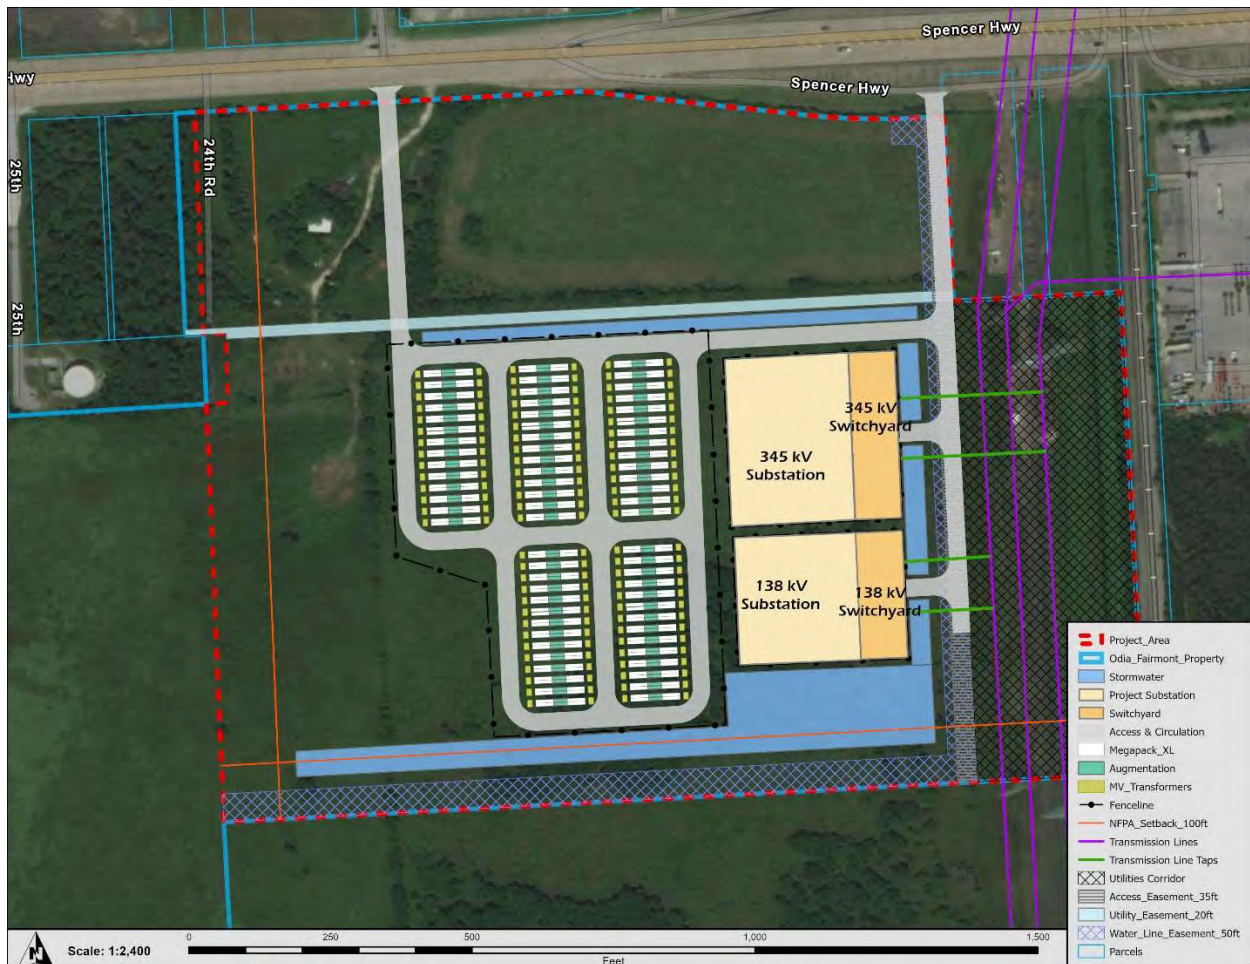 Spencer Hwy
Spencer Hwy
Hwy
24th Rd
25th
25th
345 kV
Switchyard
345 kV
Substation
138 kV
Substation
138 kV
Switchyard
Project_Area
Odia_Fairmont_Property
Stormwater
Project Substation
Switchyard
Access & Circulation
Megapack_XL
Augmentation
MV_Transformers
Fenceline
NFPA_Setback_100ft
Transmission Lines
Transmission Line Taps
Utilities Corridor
Access_Easement_35ft
Utility_Easement_20ft
Water_Line_Easement_50ft
Parcels
N
Scale: 1:2,400
0 250 500 1,000 1,500
Feet